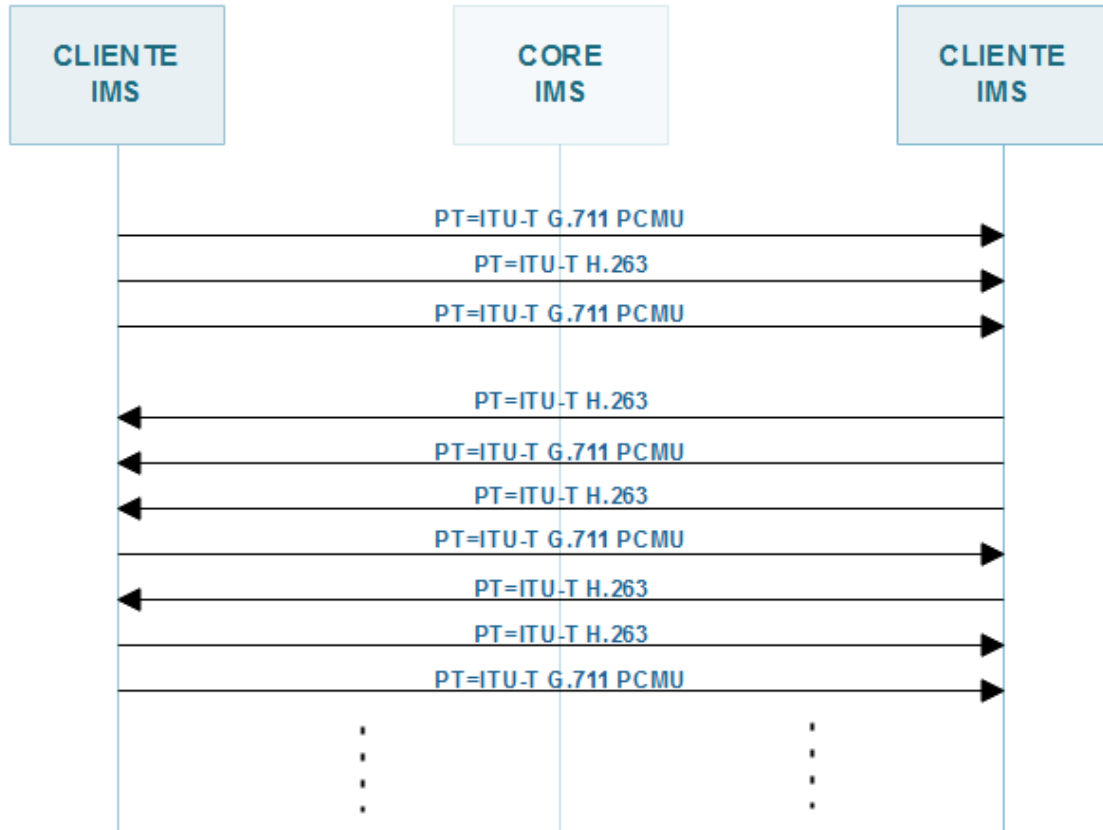 CLIENTE
IMS
CORE
IMS
CLIENTE
IMS
PT=ITU-T G.711 PCMU
PT=ITU-T H.263
PT=ITU-T G.711 PCMU
PT=ITU-T H.263
PT=ITU-T G.711 PCMU
PT=ITU-T H.263
PT=ITU-T G.711 PCMU
PT=ITU-T H.263
PT=ITU-T H.263
PT=ITU-T G.711 PCMU